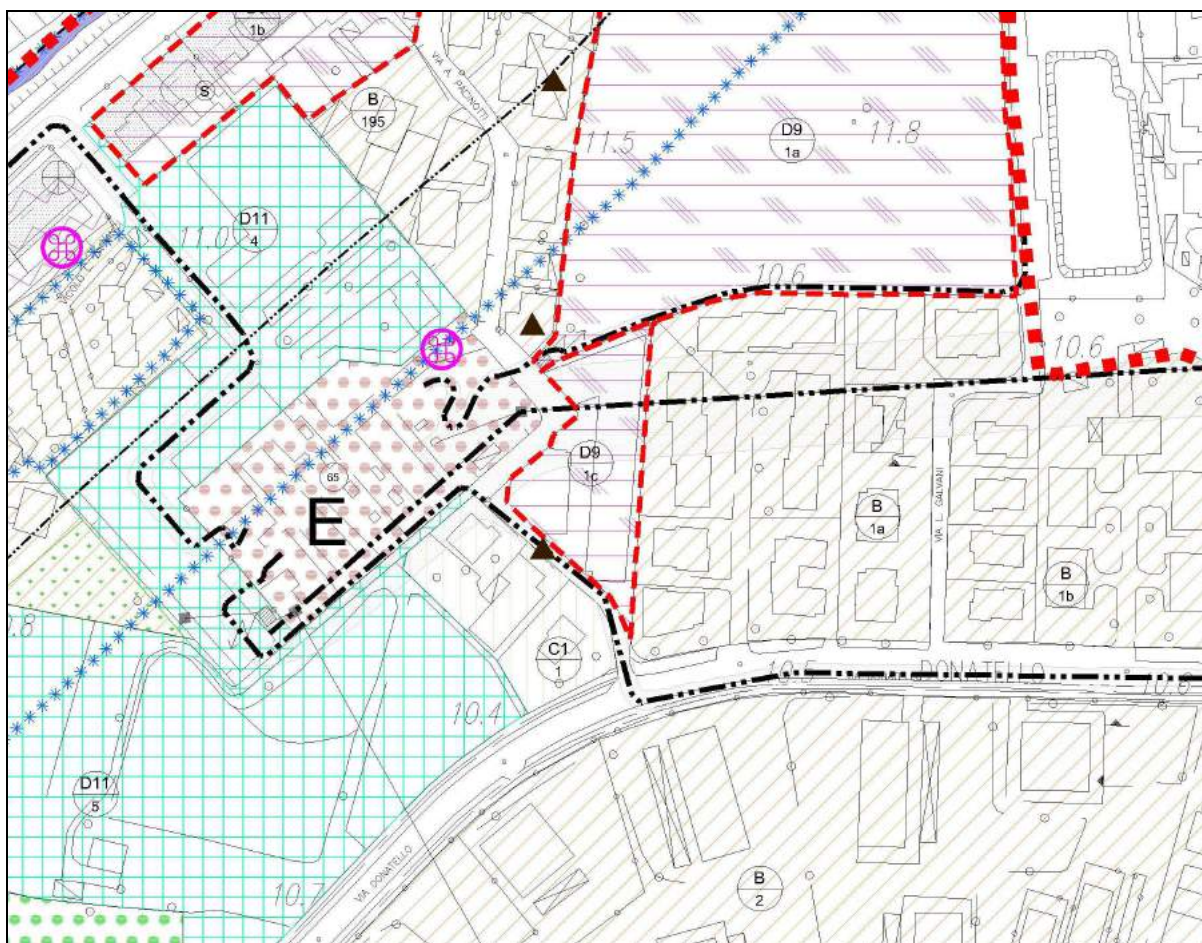 1b
S
B
195
VIA A. PACINOTTI
11.5
D9
1a
11.8
D11
4
11.0
10.6
10.6
65
E
D9
1c
B
1a
VIA L. GALVANI
B
1b
C1
1
10.5
DONATELLO
10.4
D11
5
VIA DONATELLO
10.7
B
2